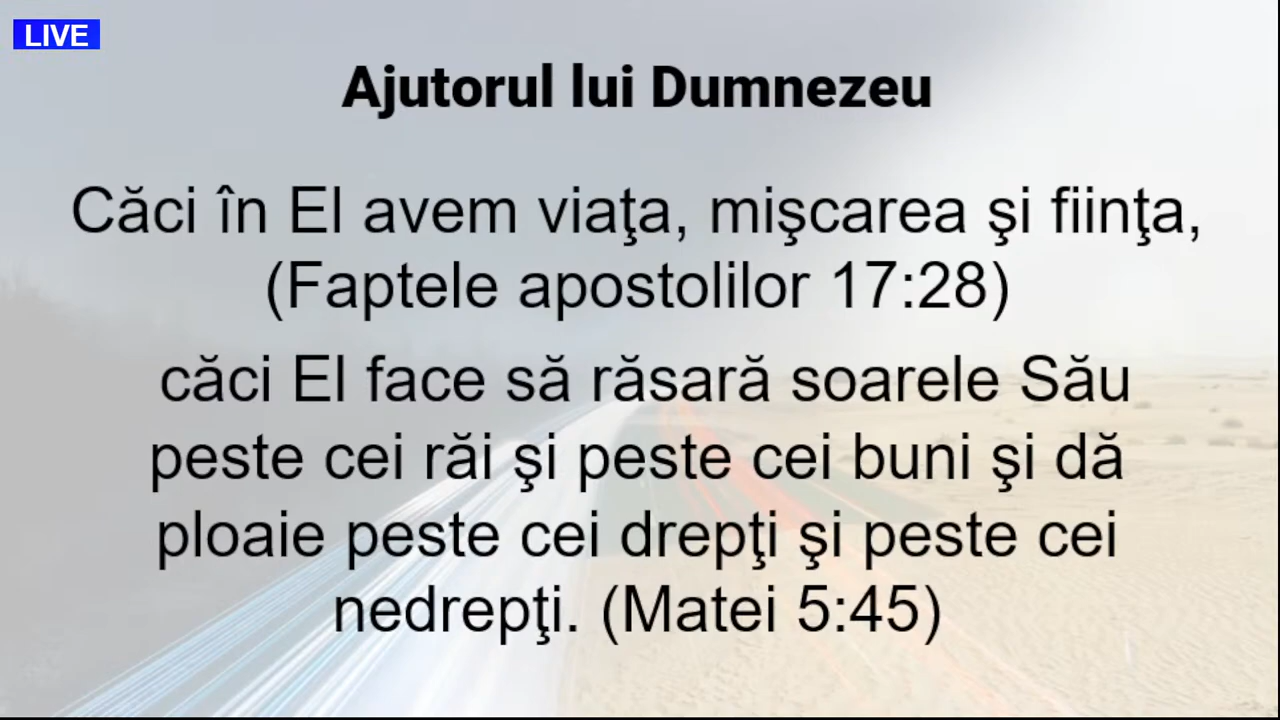 LIVE
Ajutorul lui Dumnezeu
Căci în El avem viaţa, mişcarea şi fiinţa,
(Faptele apostolilor 17:28)
căci El face să răsară soarele Său
peste cei răi şi peste cei buni şi dă
ploaie peste cei drepţi şi peste cei
nedrepţi. (Matei 5:45)